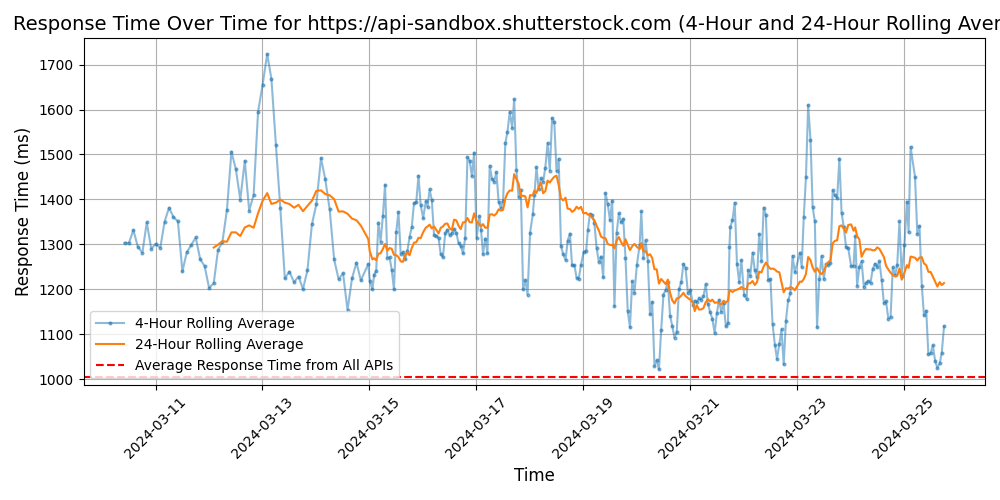 Response Time Over Time for https://api-sandbox.shutterstock.com (4-Hour and 24-Hour Rolling Aver
Response Time (ms)
1700
1600
1500
1400
1300
1200
1100
1000
4-Hour Rolling Average
24-Hour Rolling Average
Average Response Time from All APIs
2024-03-11
2024-03-13
2024-03-15
2024-03-17
2024-03-19
2024-03-21
2024-03-23
2024-03-25
Time